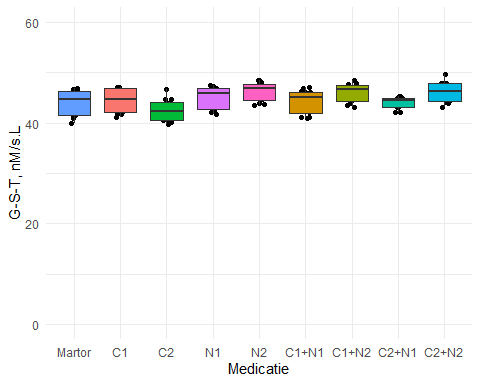 60
40
20
0
G-S-T, nM/s.L
Martor C1 C2 N1 N2 C1+N1 C1+N2 C2+N1 C2+N2
Medicatie